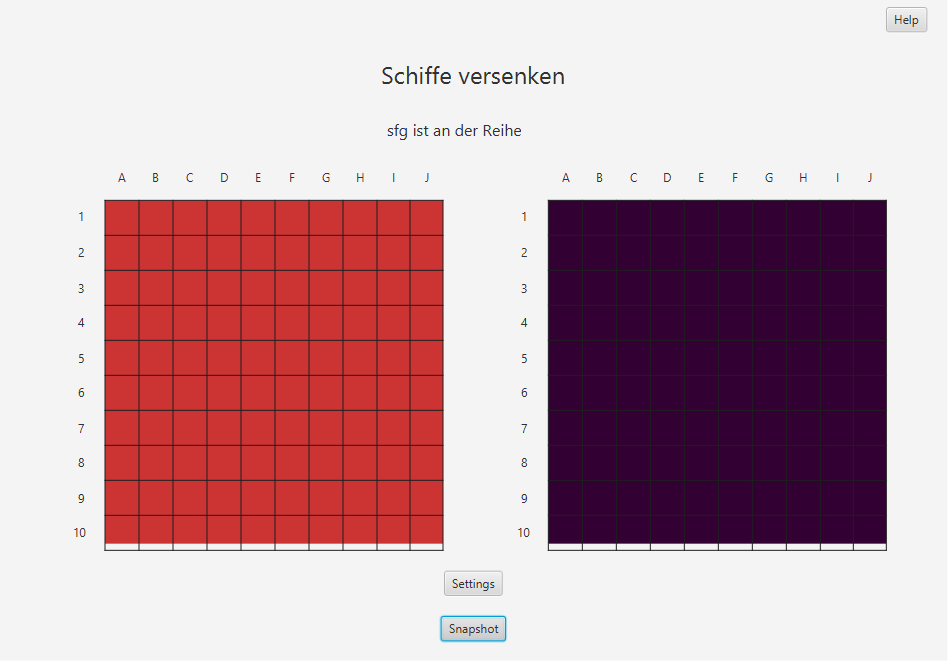 Help
Schiffe versenken
sfg ist an der Reihe
A B C D E F G H I J A B C D E F G H I J
1 1
2 2
3 3
4 4
5 5
6 6
7 7
8 8
9 9
10 10
Settings
Snapshot